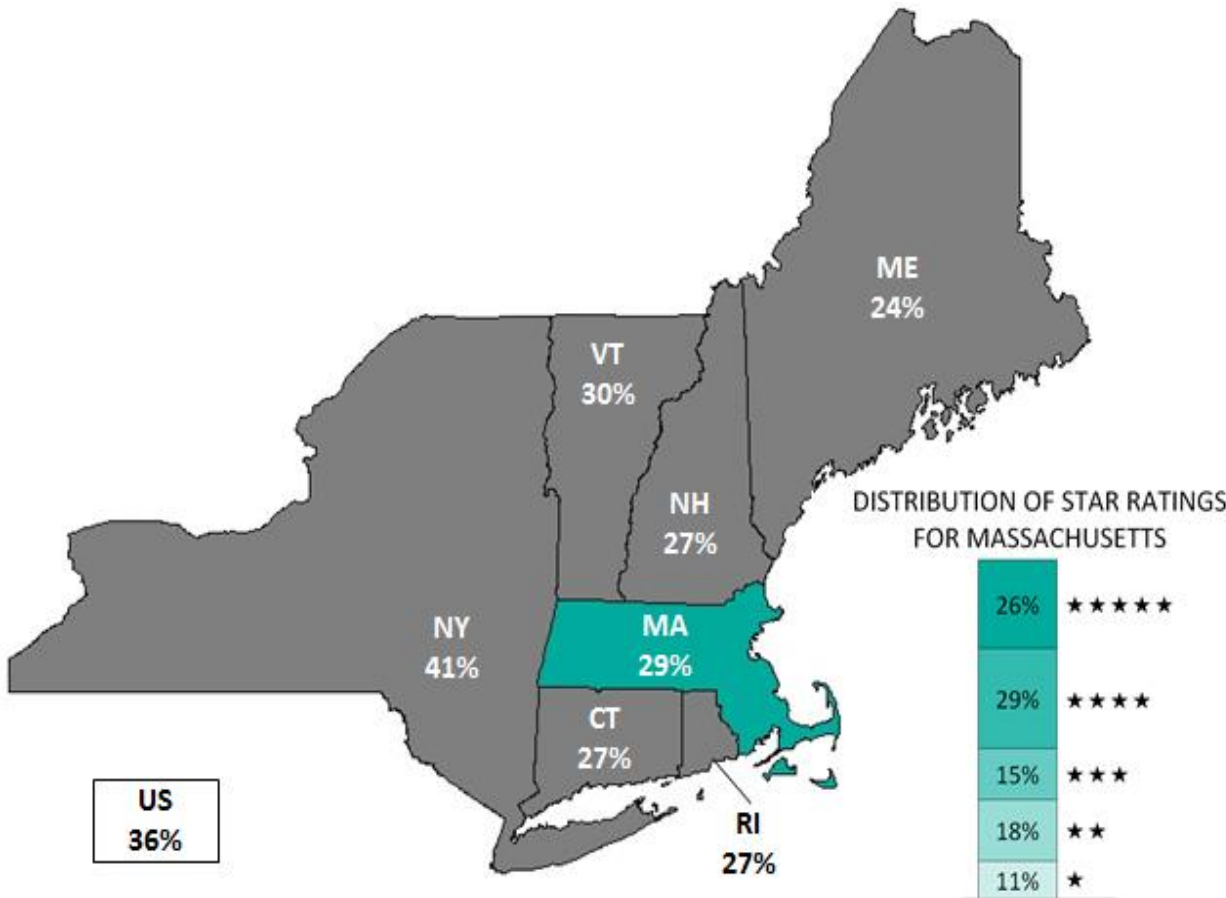 ME
24%
VT
30%
NH
27%
DISTRIBUTION OF STAR RATINGS
FOR MASSACHUSETTS
26% ★★★★★
NY
41%
MA
29%
29% ★★★★
CT
27%
15% ★★★
US
36%
RI
27%
18% ★★
11% ★